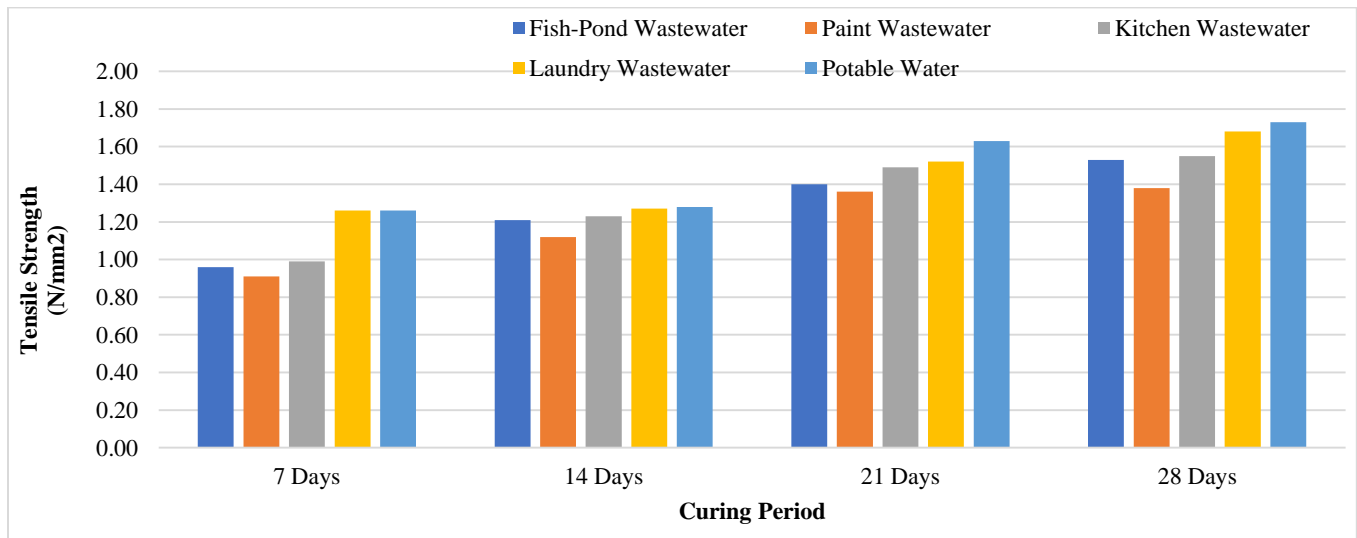 Fish-Pond Wastewater Paint Wastewater Kitchen Wastewater
Laundry Wastewater Potable Water
2.00
1.80
1.60
1.40
1.20
1.00
0.80
0.60
0.40
0.20
0.00
Tensile Strength
(N/mm2)
7 Days 14 Days 21 Days 28 Days
Curing Period